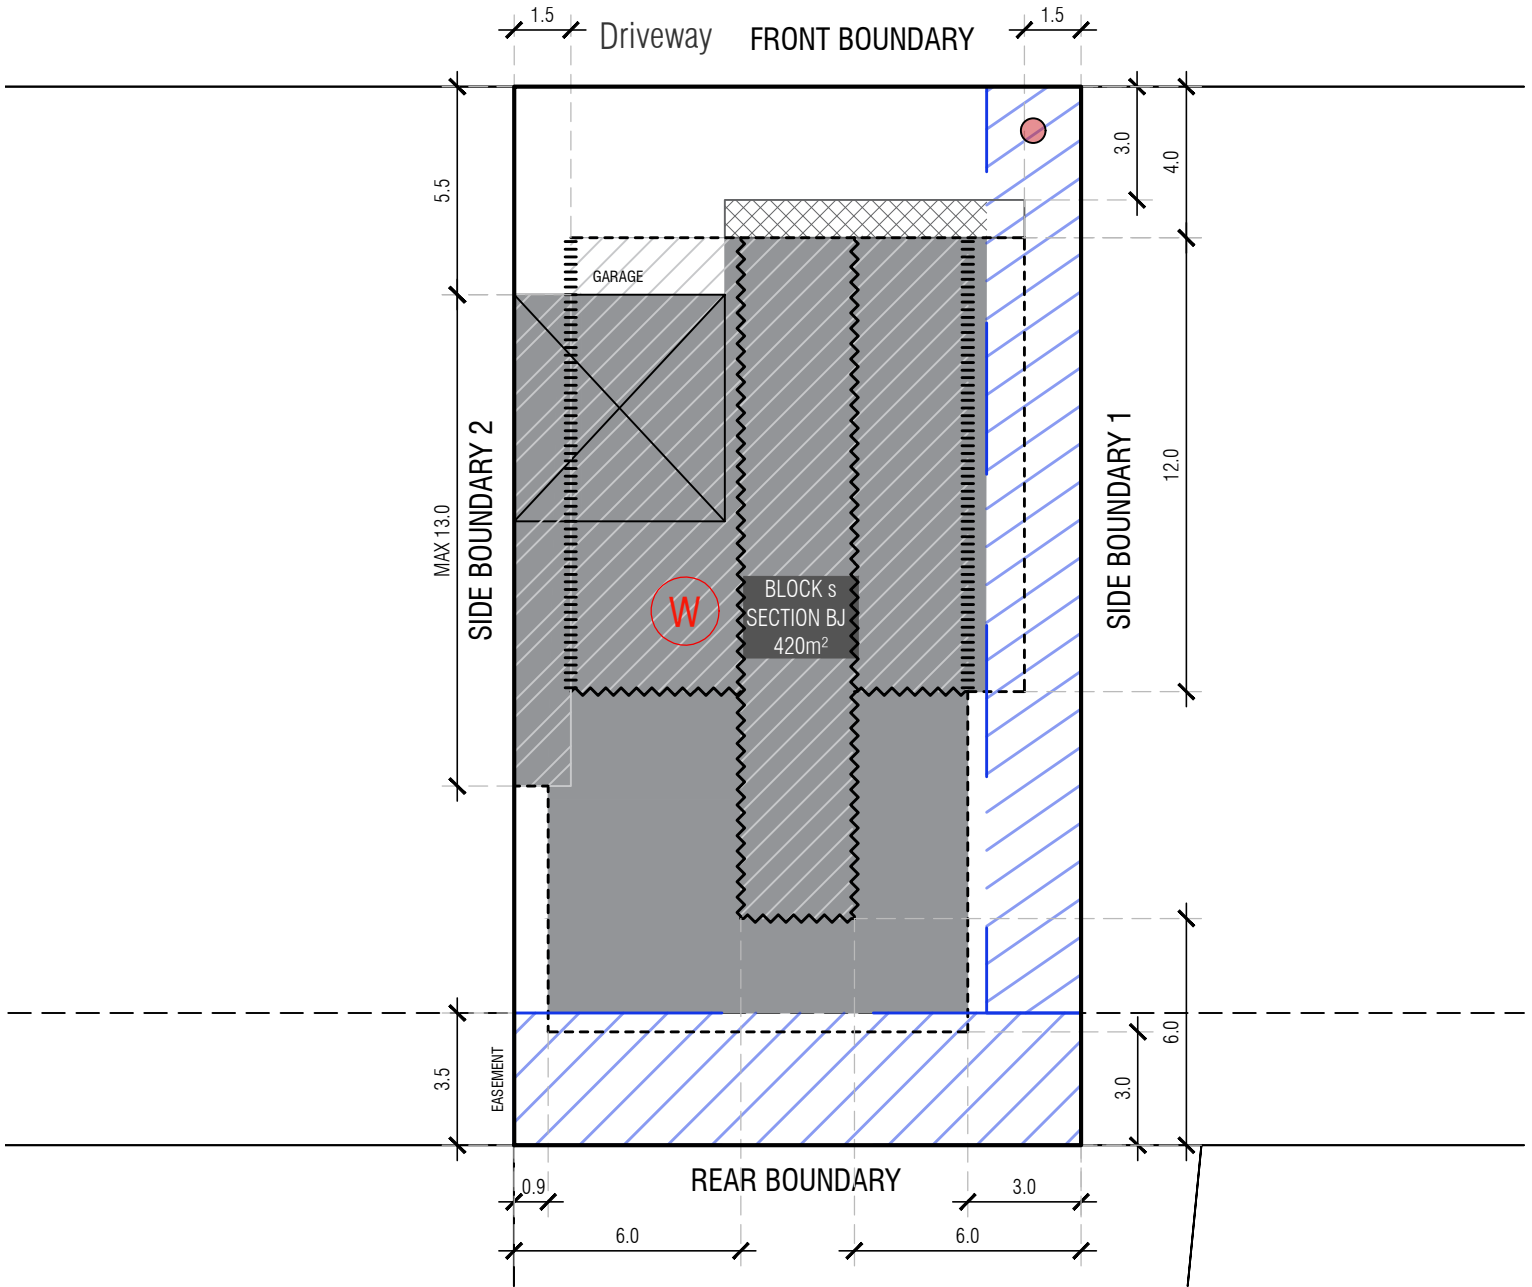 1.5
Driveway
FRONT BOUNDARY
1.5
5.5
3.0
4.0
GARAGE
MAX 13.0
SIDE BOUNDARY 2
W
BLOCK s
SECTION BJ
420m²
SIDE BOUNDARY 1
12.0
3.5
EASEMENT
3.0
6.0
REAR BOUNDARY
0.9
3.0
6.0
6.0